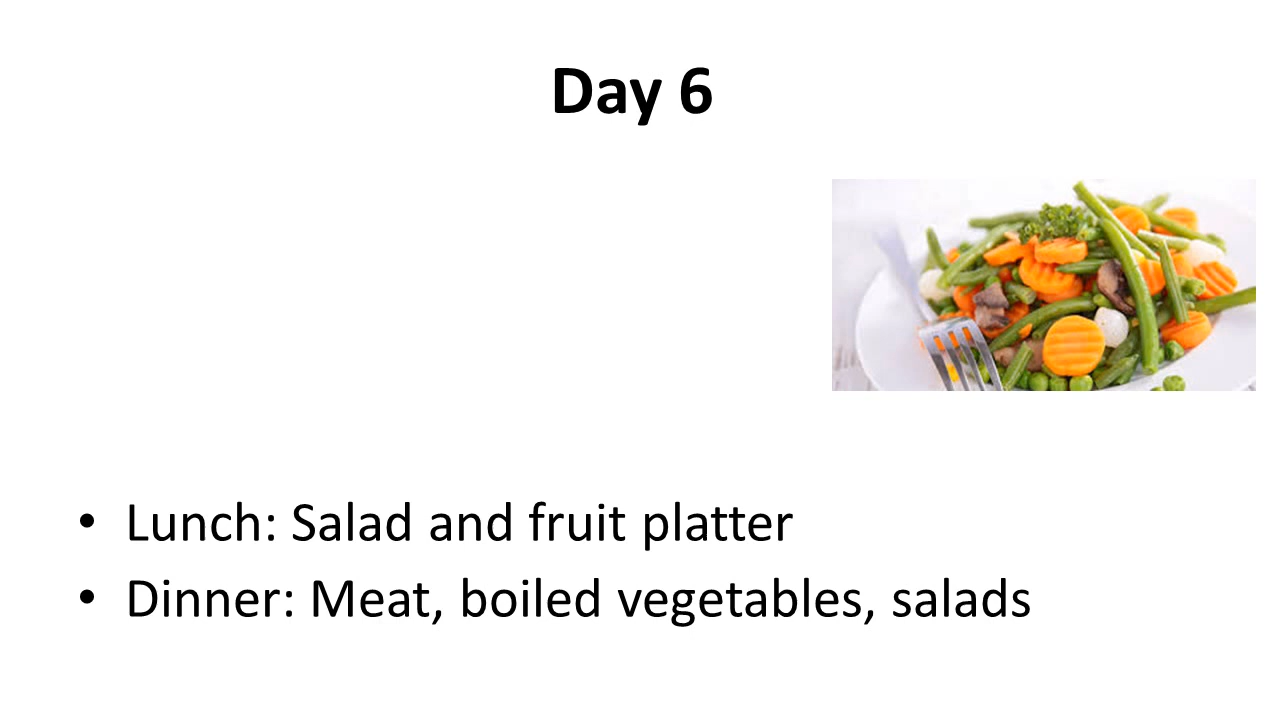 Day 6
• Lunch: Salad and fruit platter
• Dinner: Meat, boiled vegetables, salads